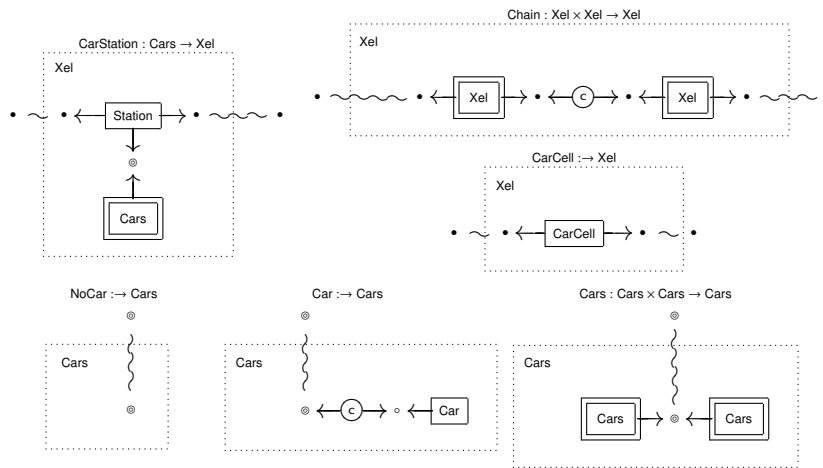 CarStation : Cars → Xel
Xel
Station
Cars
Chain : Xel × Xel → Xel
Xel
Xel
c
Xel
CarCell :→ Xel
Xel
CarCell
NoCar :→ Cars
Cars
Car :→ Cars
Cars
c
Car
Cars : Cars × Cars → Cars
Cars
Cars
Cars